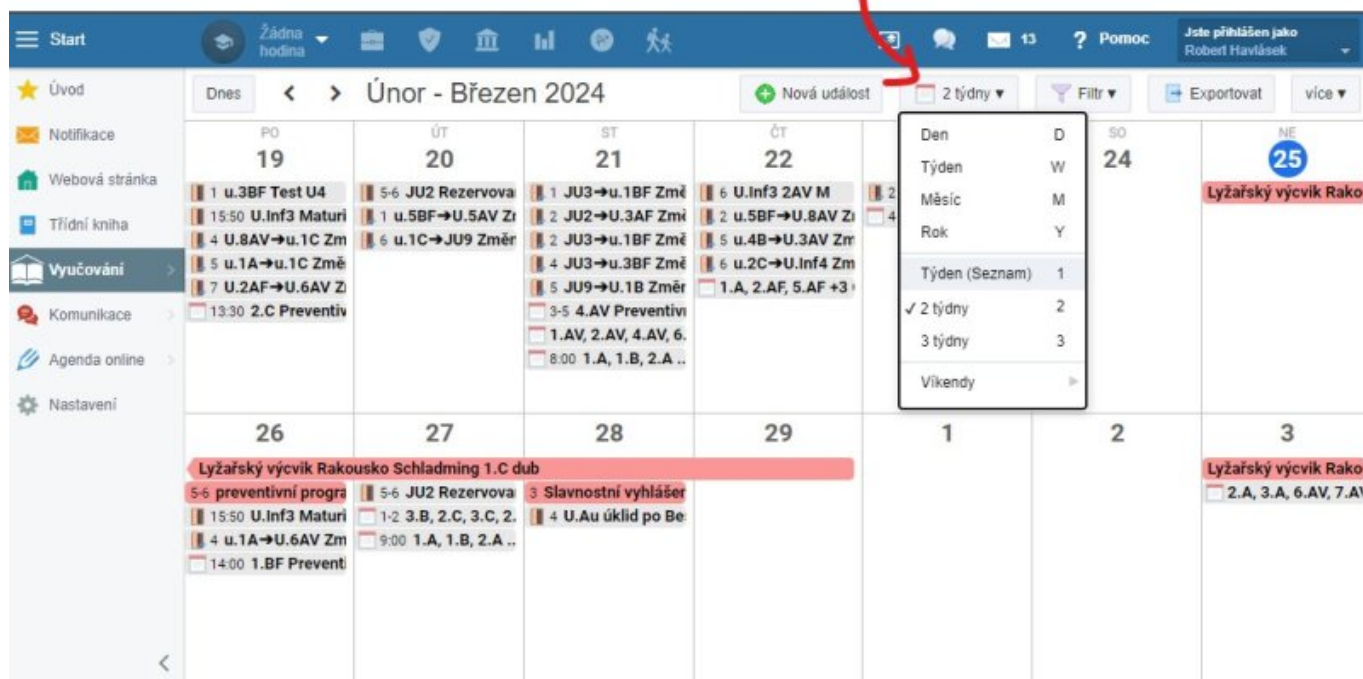 Start
Žádná hodina
13
? Pomoc
Jste přihlášen jako
Robert Havlásek
Úvod
Notifikace
Webová stránka
Třídní kniha
Vyučování
Komunikace
Agenda online
Nastavení
Dnes
Únor - Březen 2024
Nová událost
2 týdny
Filtr
Exportovat
více
PO
ÚT
ST
ČT
SO
NE
19
20
21
22
24
25
1 u.3BF Test U4
15:50 U.Inf3 Maturi
4 U.8AV→u.1C Zm
5 u.1A→u.1C Změ
7 U.2AF→U.6AV Z
13:30 2.C Preventiv
5-6 JU2 Rezervova
1 u.5BF→U.5AV Z
6 u.1C→JU9 Změn
1 JU3→u.1BF Změ
2 JU2→U.3AF Změ
2 JU3→u.1BF Změ
4 JU3→u.3BF Změ
5 JU9→U.1B Změn
3-5 4.AV Preventiv
1.AV, 2.AV, 4.AV, 6.
8:00 1.A, 1.B, 2.A ..
6 U.Inf3 2AV M
2 u.5BF→U.8AV Z
5 u.4B→U.3AV Zm
6 u.2C→U.Inf4 Zm
1.A, 2.AF, 5.AF +3
2
4
Lyžařský výcvik Rako
Den D
Týden W
Měsíc M
Rok Y
Týden (Seznam) 1
✓ 2 týdny 2
3 týdny 3
Víkendy
26
27
28
29
1
2
3
Lyžařský výcvik Rakousko Schladming 1.C dub
Lyžařský výcvik Rako
5-6 preventivní progra
15:50 U.Inf3 Maturi
4 u.1A→U.6AV Zm
14:00 1.BF Prevent
5-6 JU2 Rezervova
1-2 3.B, 2.C, 3.C, 2.
9:00 1.A, 1.B, 2.A ..
3 Slavnostní vyhlášer
4 U.Au úklid po Be
2.A, 3.A, 6.AV, 7.A